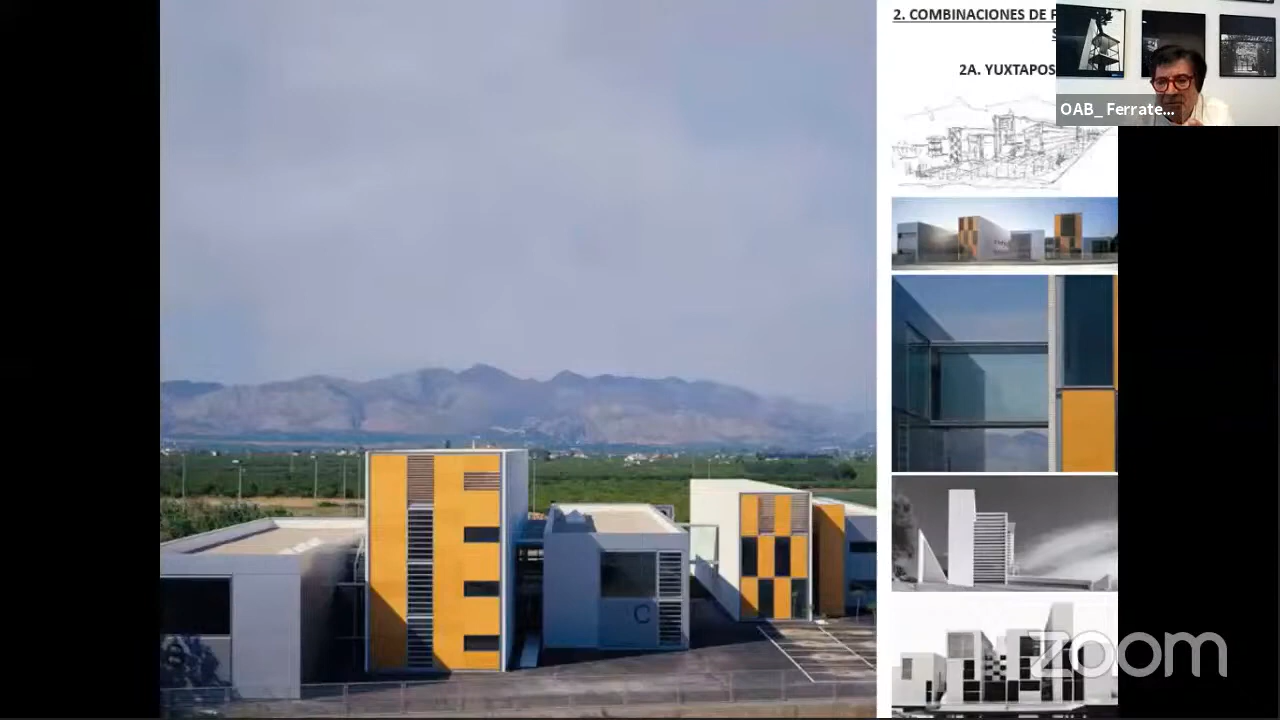 2. COMBINACIONES DE
2A. YUXTAPOS
OAB_ Ferrate...
C
zoom